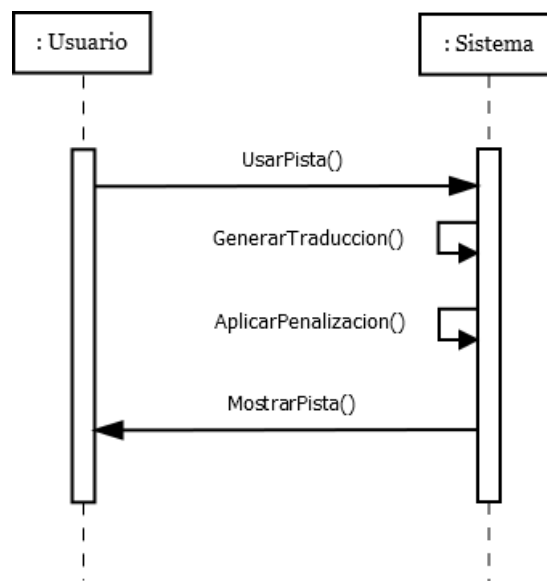 : Usuario
: Sistema
UsarPista()
GenerarTraduccion()
AplicarPenalizacion()
MostrarPista()